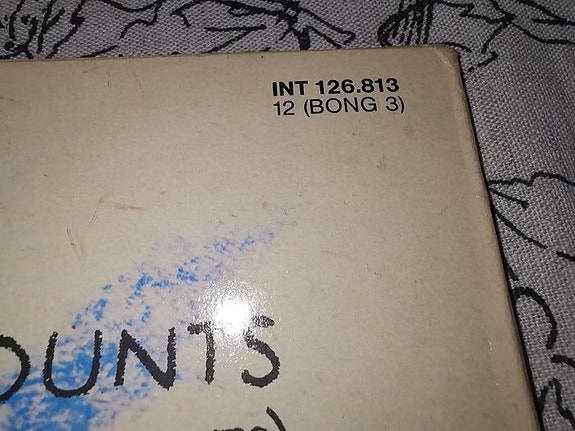 INT 126.813
12 (BONG 3)
OUNTS